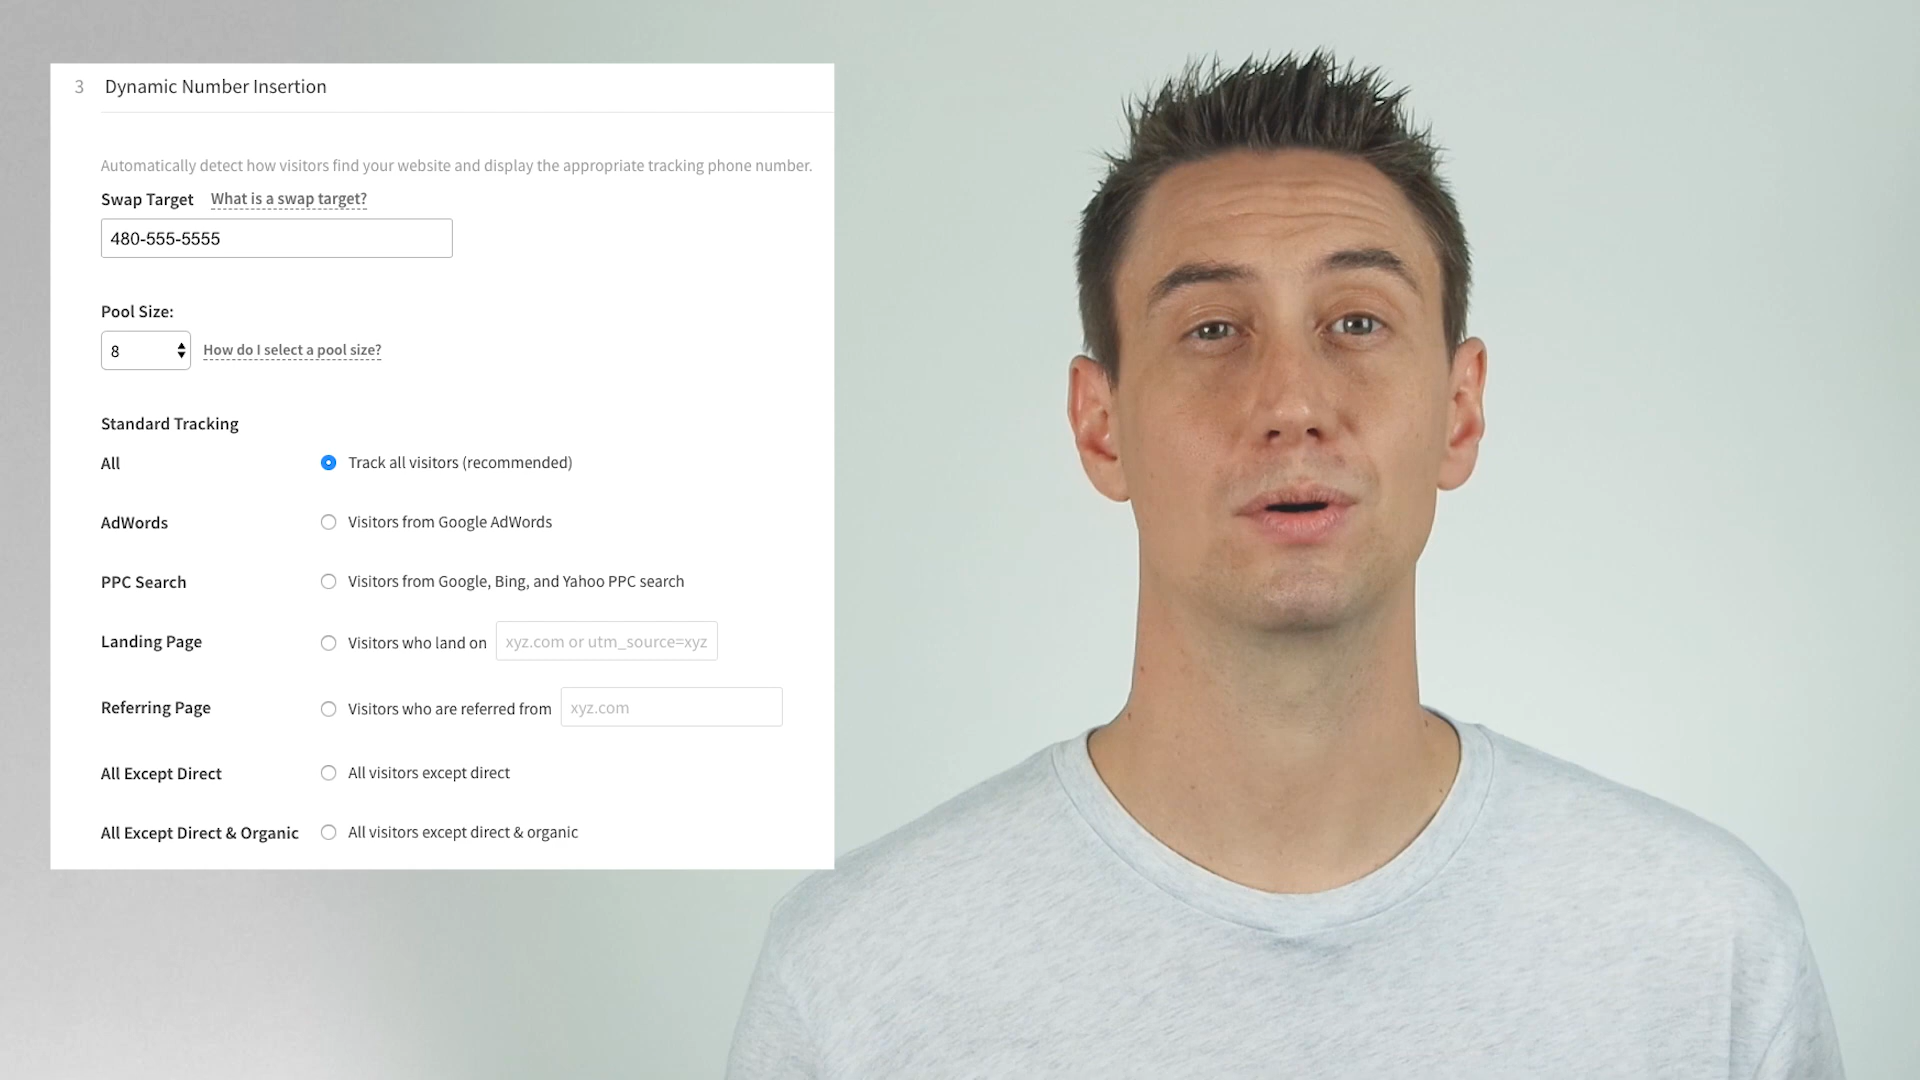 3 Dynamic Number Insertion
Automatically detect how visitors find your website and display the appropriate tracking phone number.
Swap Target What is a swap target?
480-555-5555
Pool Size:
8 How do I select a pool size?
Standard Tracking
All Track all visitors (recommended)
AdWords Visitors from Google AdWords
PPC Search Visitors from Google, Bing, and Yahoo PPC search
Landing Page Visitors who land on xyz.com or utm_source=xyz
Referring Page Visitors who are referred from xyz.com
All Except Direct All visitors except direct
All Except Direct & Organic All visitors except direct & organic